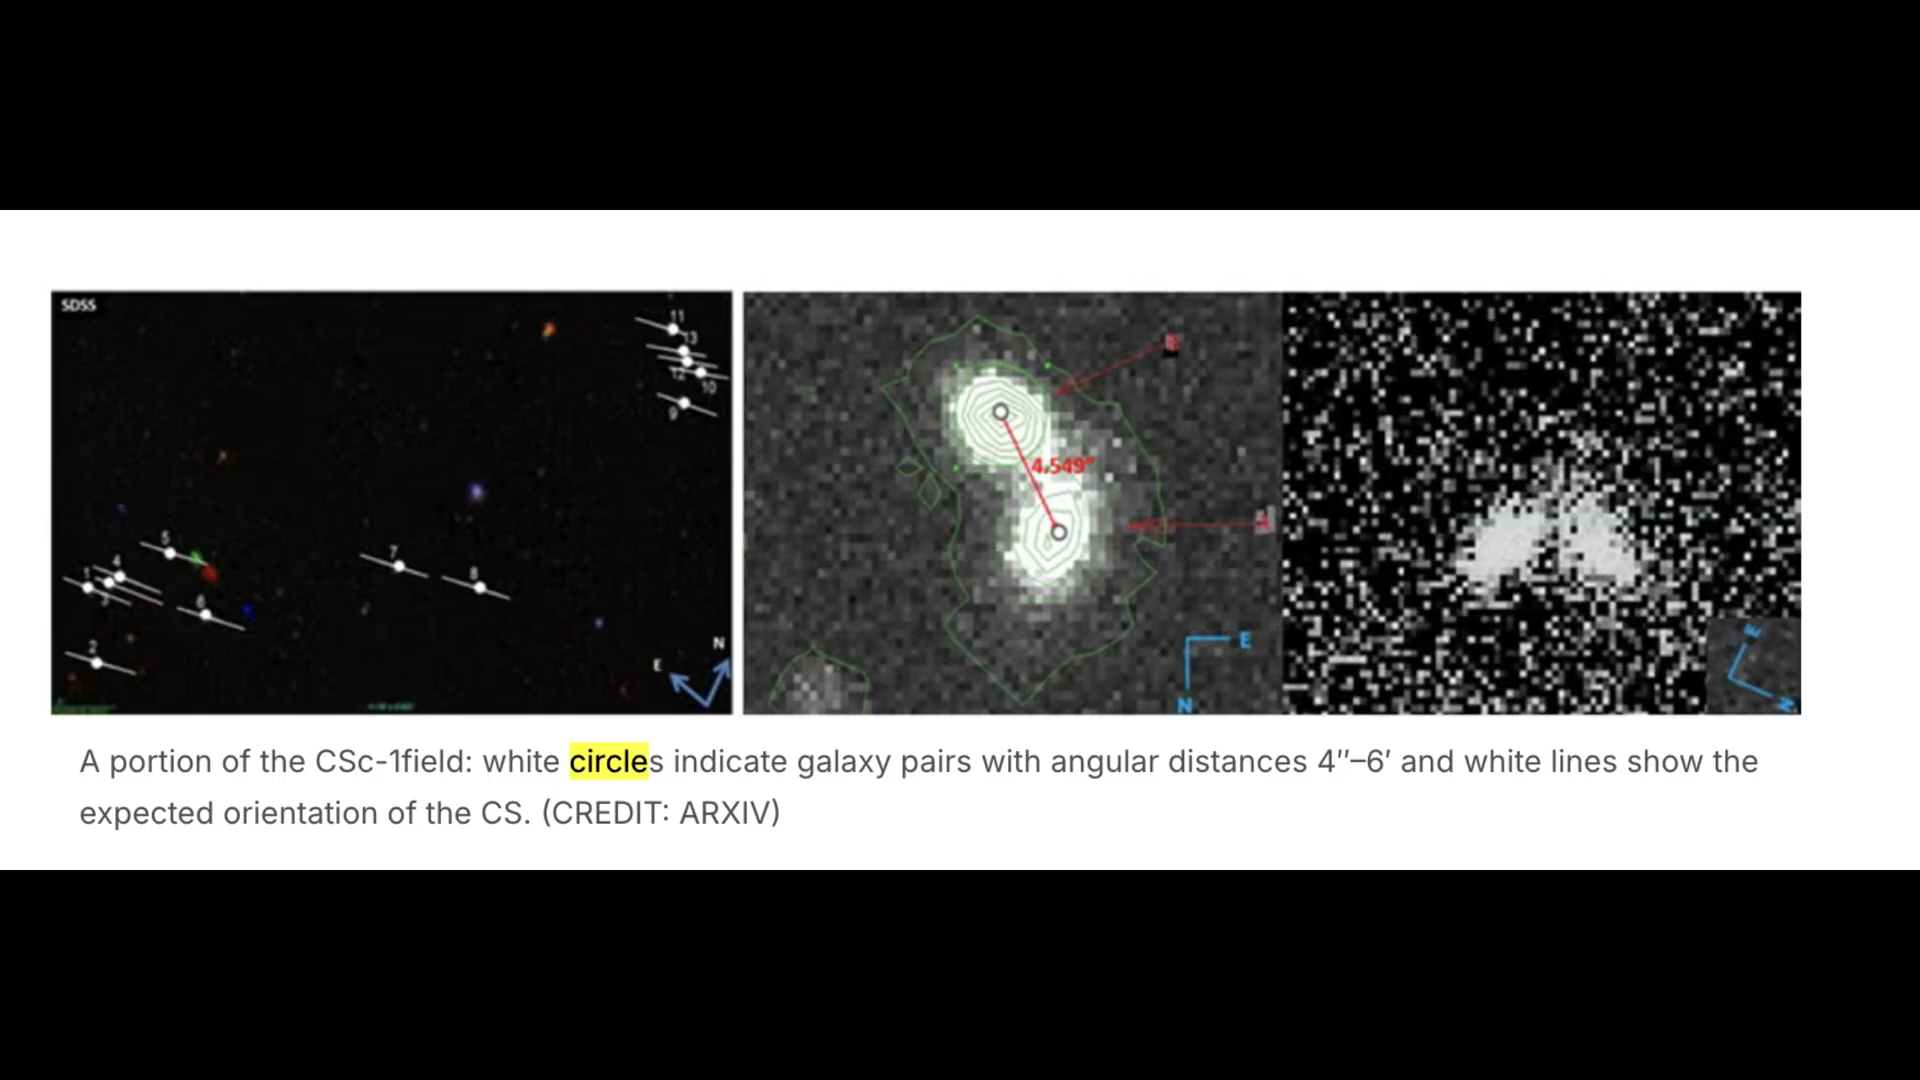 SDSS
11
13
12
10
9
5
4
1
3
6
2
7
8
N
E
B
4.549"
A
E
N
E
N
A portion of the CSc-1field: white circles indicate galaxy pairs with angular distances 4″–6′ and white lines show the
expected orientation of the CS. (CREDIT: ARXIV)